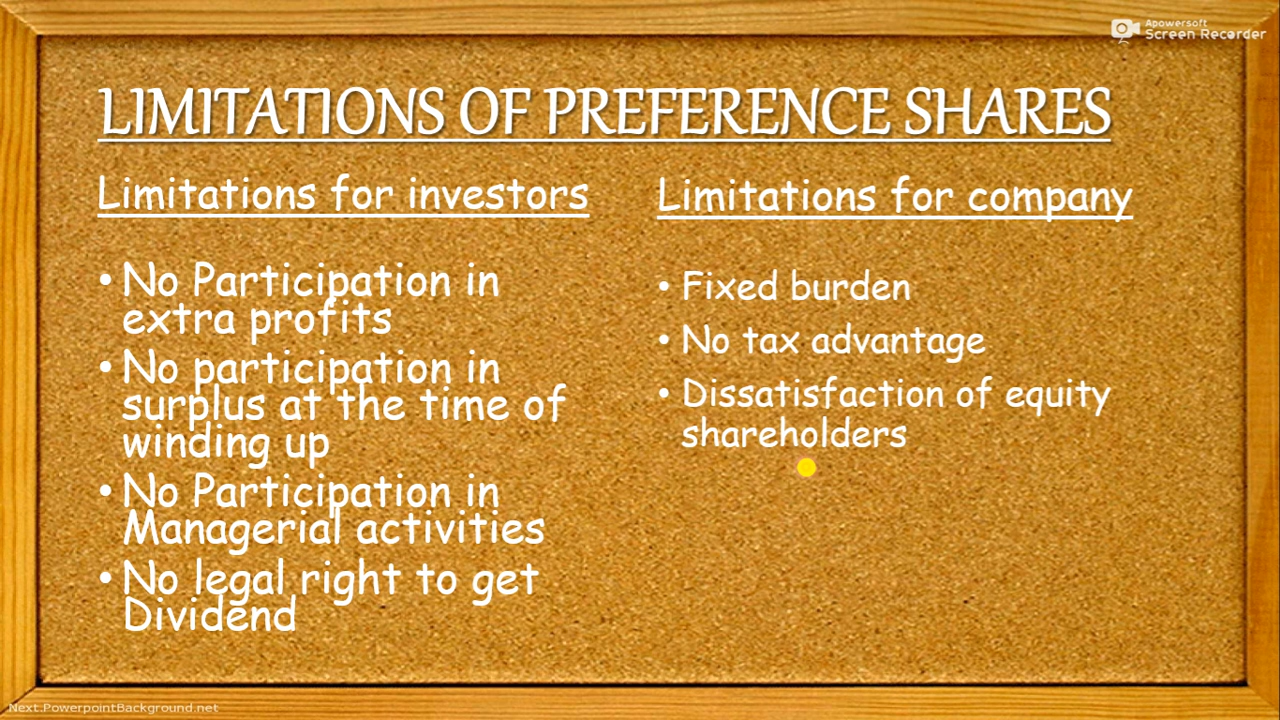 Apowersoft
Screen Recorder
LIMITATIONS OF PREFERENCE SHARES
Limitations for investors
• No Participation in
extra profits
• No participation in
surplus at the time of
winding up
• No Participation in
Managerial activities
• No legal right to get
Dividend
Limitations for company
• Fixed burden
• No tax advantage
• Dissatisfaction of equity
shareholders
Next.PowerpointBackground.net